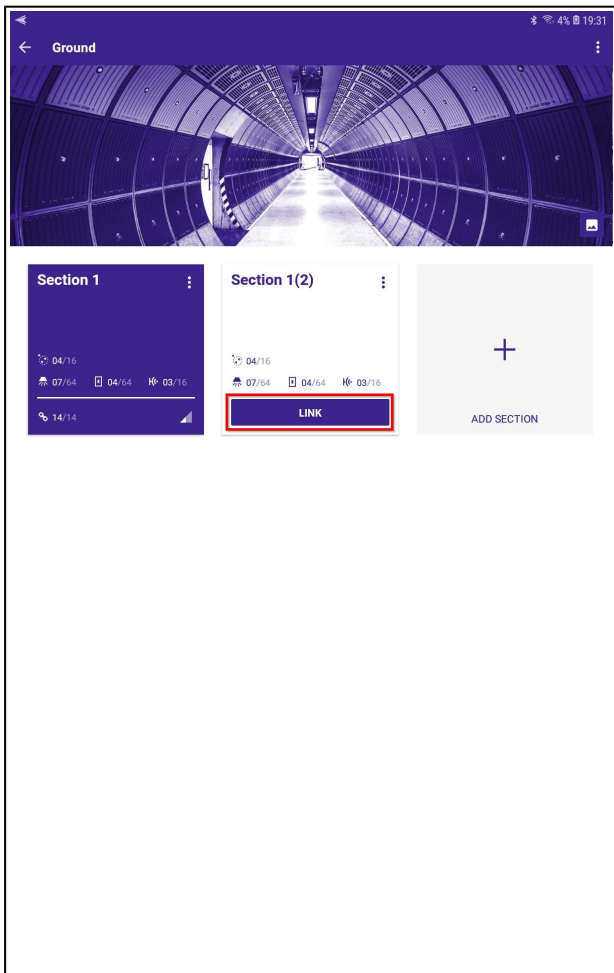 4% 19:31
Ground
Section 1
04/16
07/64 04/64 03/16
14/14
Section 1(2)
04/16
07/64 04/64 03/16
LINK
ADD SECTION